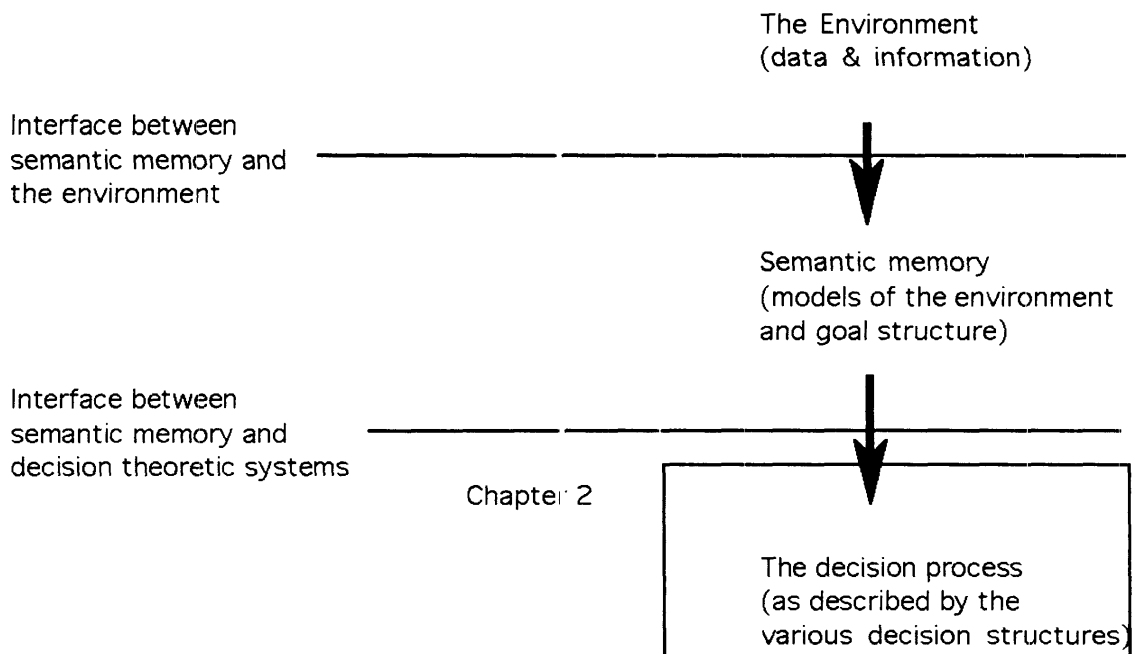 The Environment
(data & information)
Interface between
semantic memory and
the environment
Semantic memory
(models of the environment
and goal structure)
Interface between
semantic memory and
decision theoretic systems
Chapter 2
The decision process
(as described by the
various decision structures)